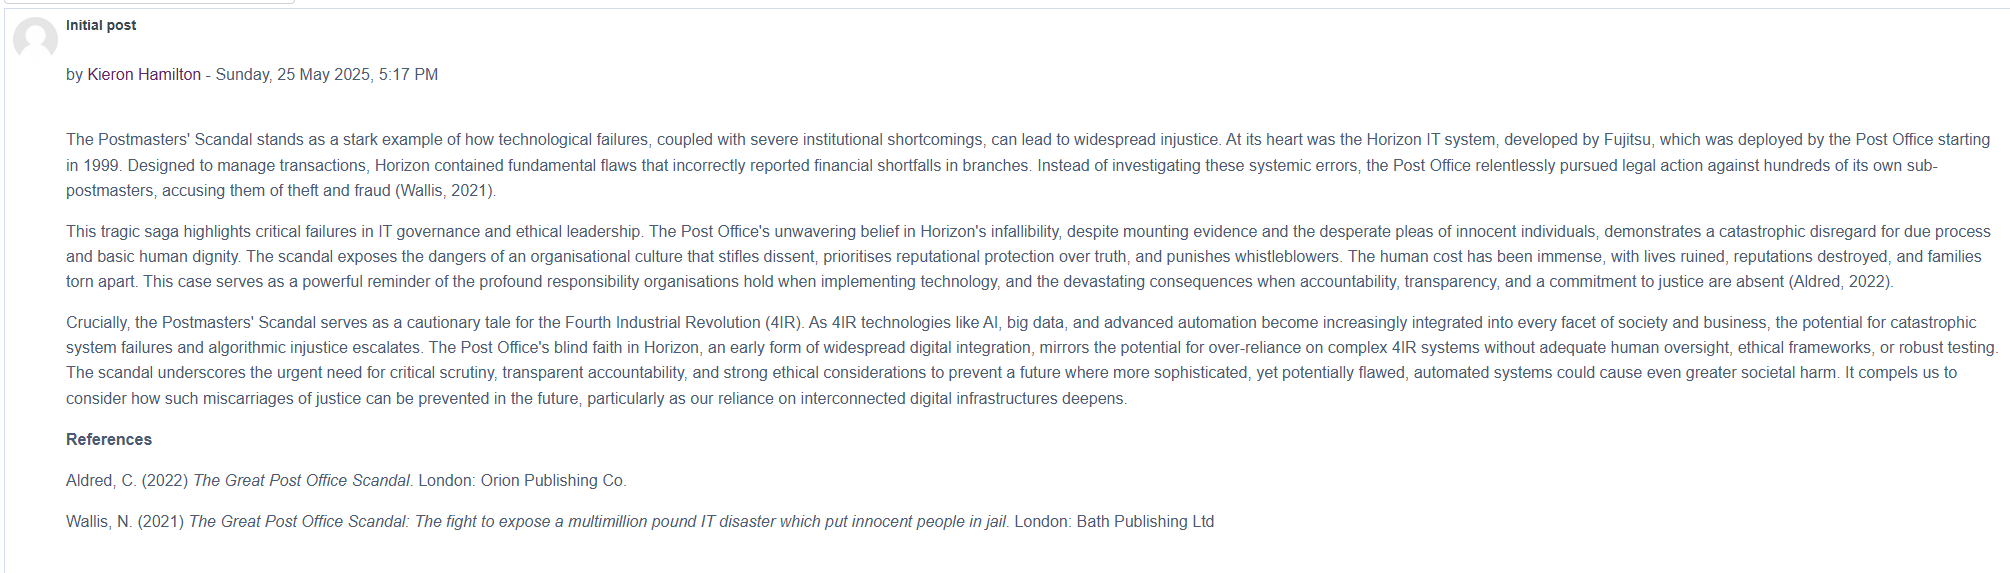 Initial post
by Kieron Hamilton - Sunday, 25 May 2025, 5:17 PM
The Postmasters' Scandal stands as a stark example of how technological failures, coupled with severe institutional shortcomings, can lead to widespread injustice. At its heart was the Horizon IT system, developed by Fujitsu, which was deployed by the Post Office starting
in 1999. Designed to manage transactions, Horizon contained fundamental flaws that incorrectly reported financial shortfalls in branches. Instead of investigating these systemic errors, the Post Office relentlessly pursued legal action against hundreds of its own sub-
postmasters, accusing them of theft and fraud (Wallis, 2021).
This tragic saga highlights critical failures in IT governance and ethical leadership. The Post Office's unwavering belief in Horizon's infallibility, despite mounting evidence and the desperate pleas of innocent individuals, demonstrates a catastrophic disregard for due process
and basic human dignity. The scandal exposes the dangers of an organisational culture that stifles dissent, prioritises reputational protection over truth, and punishes whistleblowers. The human cost has been immense, with lives ruined, reputations destroyed, and families
torn apart. This case serves as a powerful reminder of the profound responsibility organisations hold when implementing technology, and the devastating consequences when accountability, transparency, and a commitment to justice are absent (Aldred, 2022).
Crucially, the Postmasters' Scandal serves as a cautionary tale for the Fourth Industrial Revolution (4IR). As 4IR technologies like AI, big data, and advanced automation become increasingly integrated into every facet of society and business, the potential for catastrophic
system failures and algorithmic injustice escalates. The Post Office's blind faith in Horizon, an early form of widespread digital integration, mirrors the potential for over-reliance on complex 4IR systems without adequate human oversight, ethical frameworks, or robust testing.
The scandal underscores the urgent need for critical scrutiny, transparent accountability, and strong ethical considerations to prevent a future where more sophisticated, yet potentially flawed, automated systems could cause even greater societal harm. It compels us to
consider how such miscarriages of justice can be prevented in the future, particularly as our reliance on interconnected digital infrastructures deepens.
References
Aldred, C. (2022) The Great Post Office Scandal. London: Orion Publishing Co.
Wallis, N. (2021) The Great Post Office Scandal: The fight to expose a multimillion pound IT disaster which put innocent people in jail. London: Bath Publishing Ltd